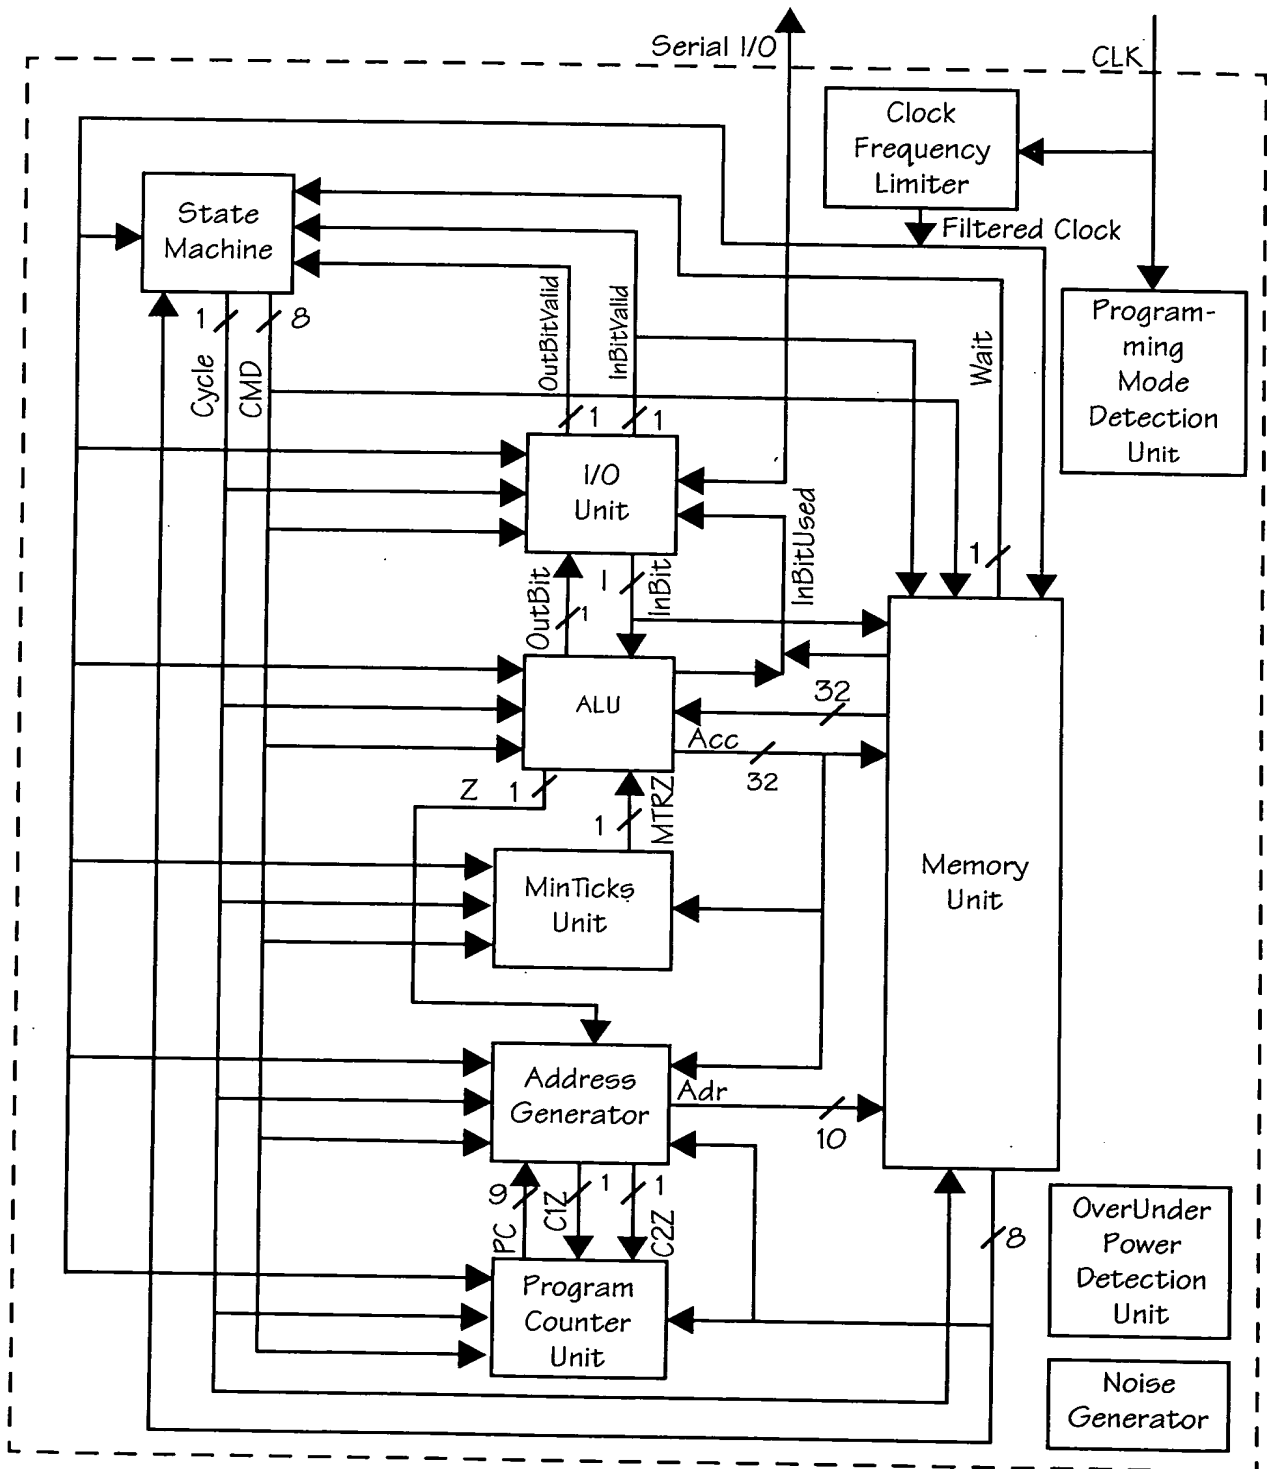 Serial I/O
CLK
Clock
Frequency
Limiter
Filtered Clock
State
Machine
Program-
ming
Mode
Detection
Unit
1
8
Cycle
CMD
OutBitValid
InBitValid
Wait
1
1
1
I/O
Unit
InBitUsed
OutBit
1
1
InBit
ALU
32
Acc
32
Z
1
1
MTRZ
MinTicks
Unit
Memory
Unit
Address
Generator
Adr
10
9
PC
C1Z
1
1
C2Z
8
Program
Counter
Unit
OverUnder
Power
Detection
Unit
Noise
Generator